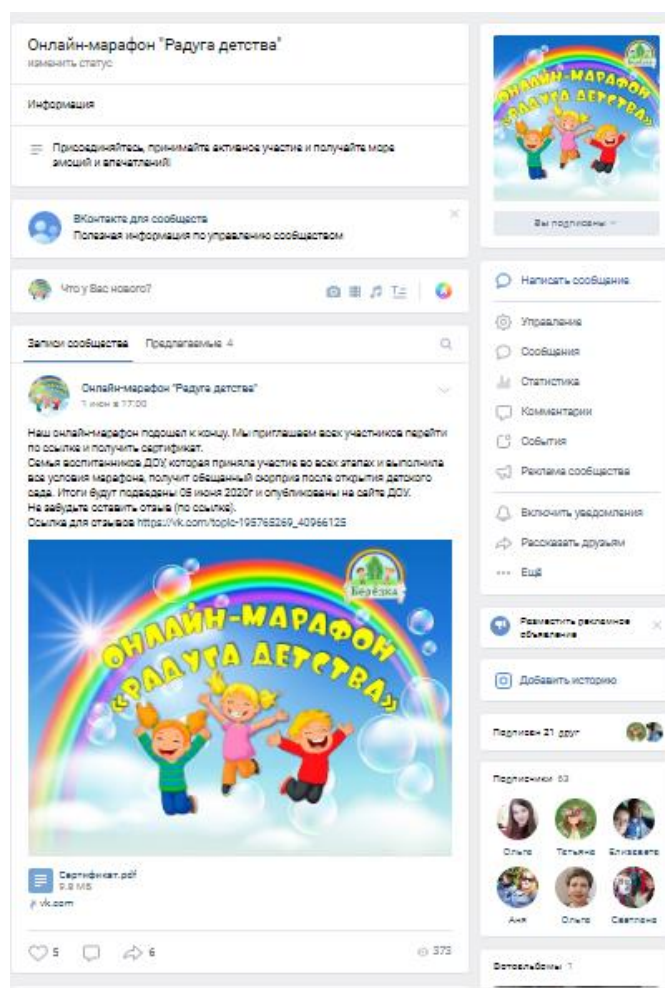 Онлайн-марафон "Радуга детства"
изменить статус
Информация
Присоединяйтесь, принимайте активное участие и получайте море
эмоций и впечатлений!
ВКонтакте для сообществ
Полезная информация по управлению сообществом
Что у Вас нового?
Записи сообщества Предлагаемые 4
Онлайн-марафон "Радуга детства"
1 июн в 17:00
Наш онлайн-марафон подошел к концу. Мы приглашаем всех участников перейти
по ссылке и получить сертификат.
Семья воспитанников ДОУ, которая приняла участие во всех этапах и выполнила
все условия марафона, получит обещанный сюрприз после открытия детского
сада. Итоги будут подведены 05 июня 2020г и опубликованы на сайте ДОУ.
Не забудьте оставить отзыв (по ссылке).
Ссылка для отзывов https://vk.com/topic-195765269_40966125
Берёзка
ОНЛАЙН-МАРАФОН
«РАДУГА ДЕТСТВА»
Сертификат.pdf
9.8 МБ
vk.com
5 6 373
Берёзка
ОНЛАЙН-МАРАФОН
«РАДУГА ДЕТСТВА»
Вы подписаны
Написать сообщение
Управление
Сообщения
Статистика
Комментарии
События
Реклама сообщества
Включить уведомления
Рассказать друзьям
Ещё
Разместить рекламное
объявление
Добавить историю
Подписан 21 друг
Подписчики 63
Ольга Татьяна Елизавета
Аня Ольга Светлана
Фотоальбомы 1